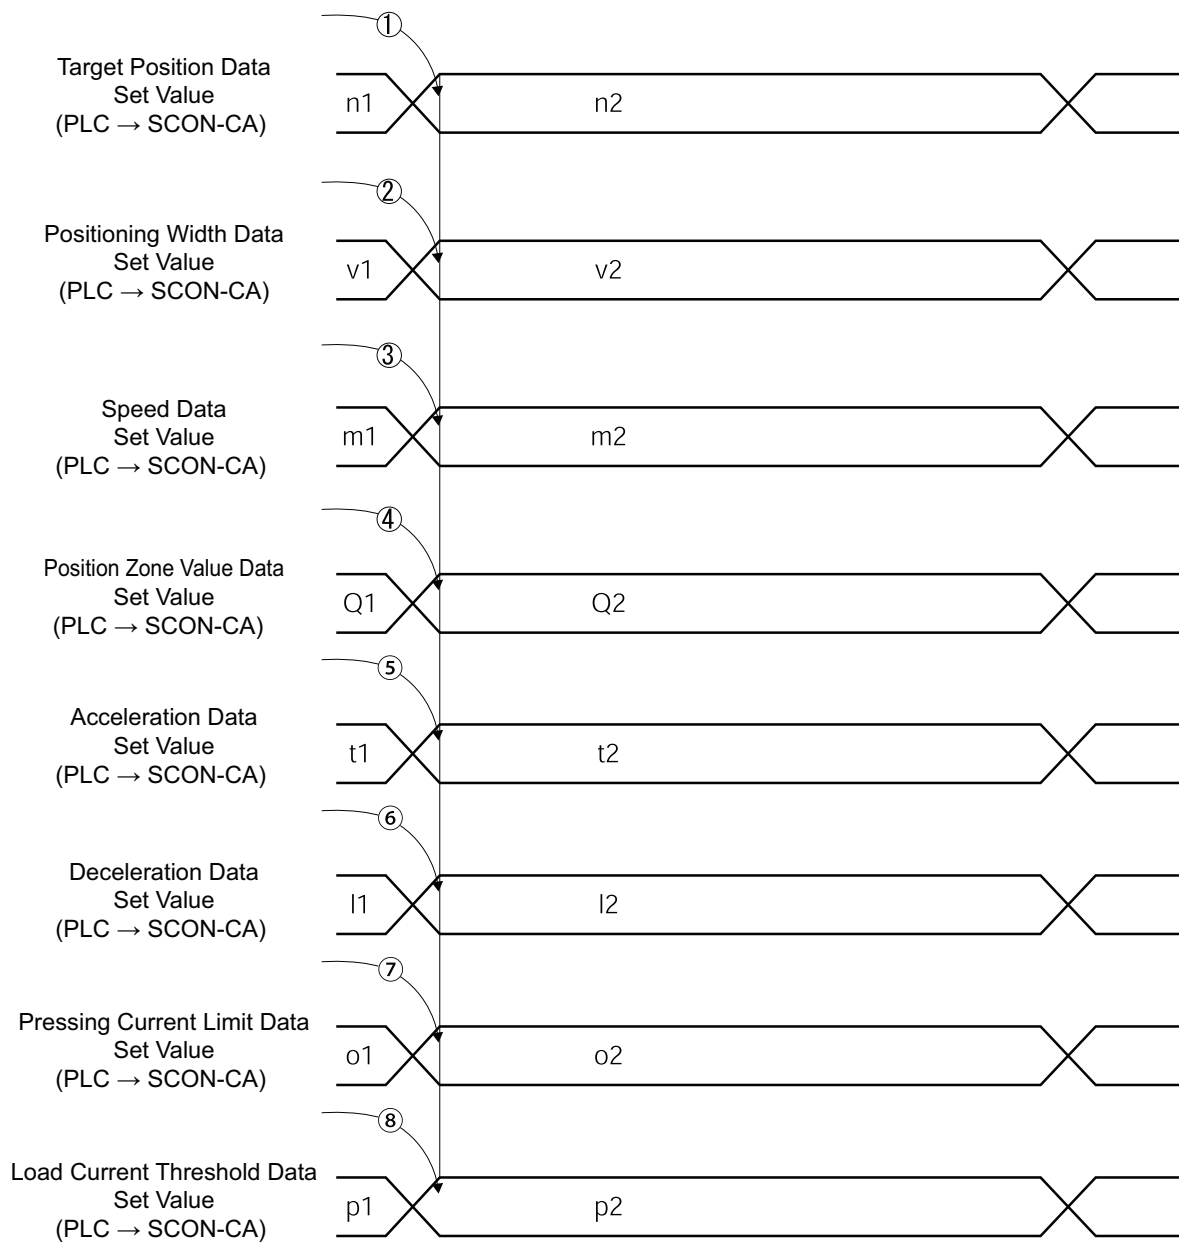 ①
Target Position Data
Set Value
(PLC → SCON-CA)
n1 n2
②
Positioning Width Data
Set Value
(PLC → SCON-CA)
v1 v2
③
Speed Data
Set Value
(PLC → SCON-CA)
m1 m2
④
Position Zone Value Data
Set Value
(PLC → SCON-CA)
Q1 Q2
⑤
Acceleration Data
Set Value
(PLC → SCON-CA)
t1 t2
⑥
Deceleration Data
Set Value
(PLC → SCON-CA)
l1 l2
⑦
Pressing Current Limit Data
Set Value
(PLC → SCON-CA)
o1 o2
⑧
Load Current Threshold Data
Set Value
(PLC → SCON-CA)
p1 p2